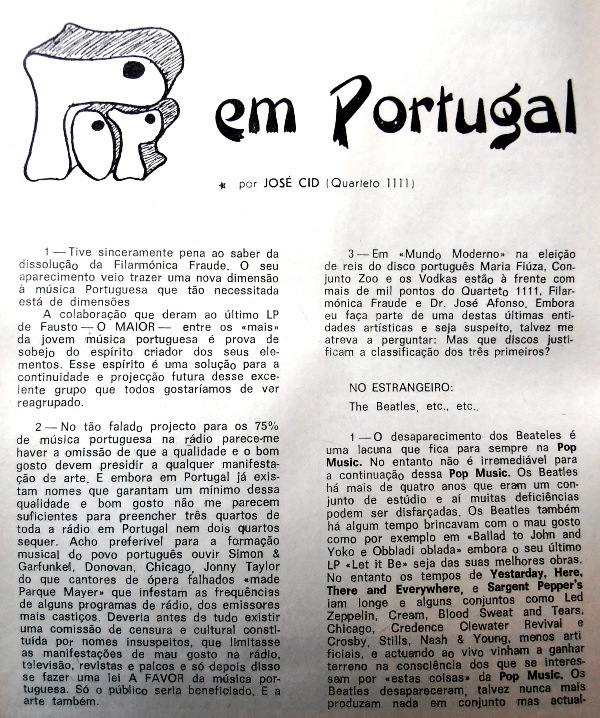 POP
em Portugal
★ por JOSÉ CID (Quarteto 1111)
1 — Tive sinceramente pena ao saber da
dissolução da Filarmónica Fraude. O seu
aparecimento veio trazer uma nova dimensão
à música Portuguesa que tão necessitada
está de dimensões
A colaboração que deram ao último LP
de Fausto — O MAIOR — entre os «mais»
da jovem música portuguesa é prova de
sobejo do espírito criador dos seus ele-
mentos. Esse espírito é uma solução para a
continuidade e projecção futura desse exce-
lente grupo que todos gostaríamos de ver
reagrupado.
2 — No tão falado projecto para os 75%
de música portuguesa na rádio parece-me
haver a omissão de que a qualidade e o bom
gosto devem presidir a qualquer manifesta-
ção de arte. E embora em Portugal já exis-
tam nomes que garantam um mínimo dessa
qualidade e bom gosto não me parecem
suficientes para preencher três quartos de
toda a rádio em Portugal nem dois quartos
sequer. Acho preferível para a formação
musical do povo português ouvir Simon &
Garfunkel, Donovan, Chicago, Jonny Taylor
do que cantores de ópera falhados «made
Parque Mayer» que infestam as frequências
de alguns programas de rádio, dos emissores
mais castiços. Deveria antes de tudo existir
uma comissão de censura e cultural consti-
tuída por nomes insuspeitos, que limitasse
as manifestações de mau gosto na rádio,
televisão, revistas e palcos e só depois disso
se fazer uma lei A FAVOR da música por-
tuguesa. Só o público seria beneficiado. E a
arte também.
3 — Em «Mundo Moderno» na eleição
de reis do disco português Maria Fiúza, Con-
junto Zoo e os Vodkas estão à frente com
mais de mil pontos do Quarteto 1111, Filar-
mónica Fraude e Dr. José Afonso. Embora
eu faça parte de uma destas últimas enti-
dades artísticas e seja suspeito, talvez me
atreva a perguntar: Mas que discos justi-
ficam a classificação dos três primeiros?
NO ESTRANGEIRO:
The Beatles, etc., etc..
1 — O desaparecimento dos Beateles é
uma lacuna que fica para sempre na Pop
Music. No entanto não é irremediável para
a continuação dessa Pop Music. Os Beatles
há mais de quatro anos que eram um con-
junto de estúdio e aí muitas deficiências
podem ser disfarçadas. Os Beatles também
há algum tempo brincavam com o mau gosto
como por exemplo em «Ballad to John and
Yoko e Obbladi oblada» embora o seu último
LP «Let it Be» seja das suas melhores obras.
No entanto os tempos de Yestarday, Here,
There and Everywhere, e Sargent Pepper's
iam longe e alguns conjuntos como Led
Zeppelin, Cream, Blood Sweat and Tears,
Chicago, Credence Clewater Revival e
Crosby, Stills, Nash & Young, menos arti
ficiais, e actuando ao vivo vinham a ganhar
terreno na consciência dos que se interes-
sam por «estas coisas» da Pop Music. Os
Beatles desapareceram, talvez nunca mais
produzam nada em conjunto mas actual-